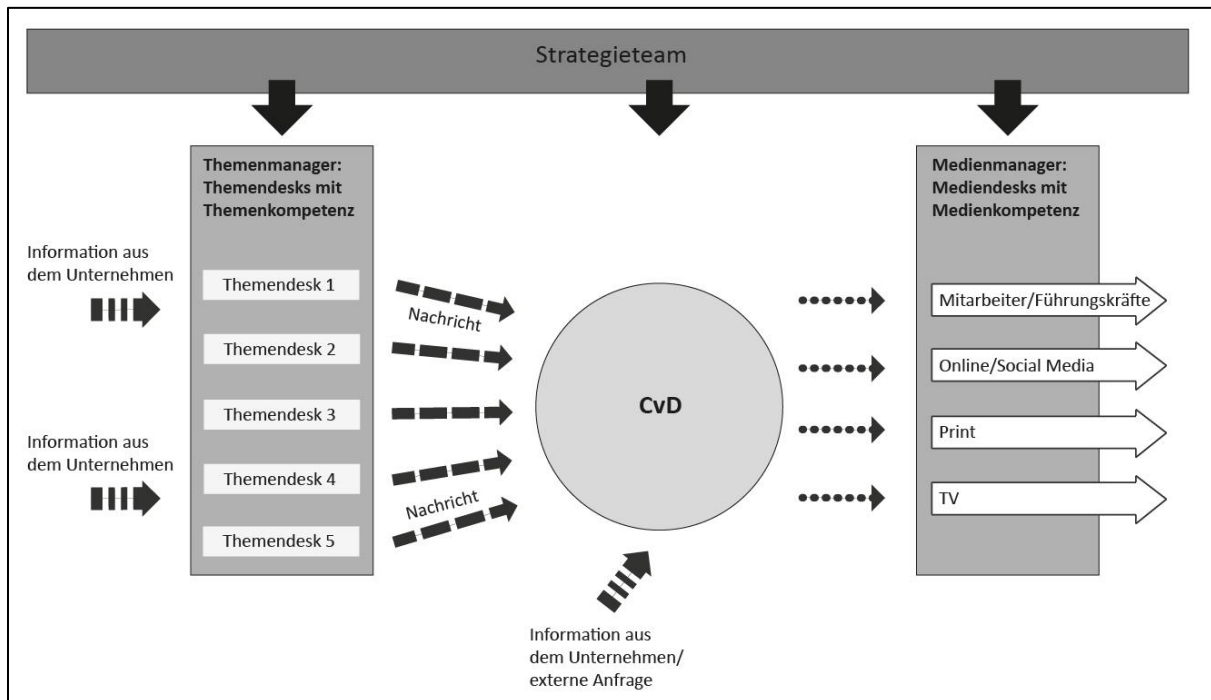 Strategieteam
Themenmanager:
Themendesks mit
Themenkompetenz
Medienmanager:
Mediendesks mit
Medienkompetenz
Information aus
dem Unternehmen
Information aus
dem Unternehmen
Themendesk 1
Themendesk 2
Themendesk 3
Themendesk 4
Themendesk 5
Nachricht
Nachricht
CvD
Information aus
dem Unternehmen/
externe Anfrage
Mitarbeiter/Führungskräfte
Online/Social Media
Print
TV